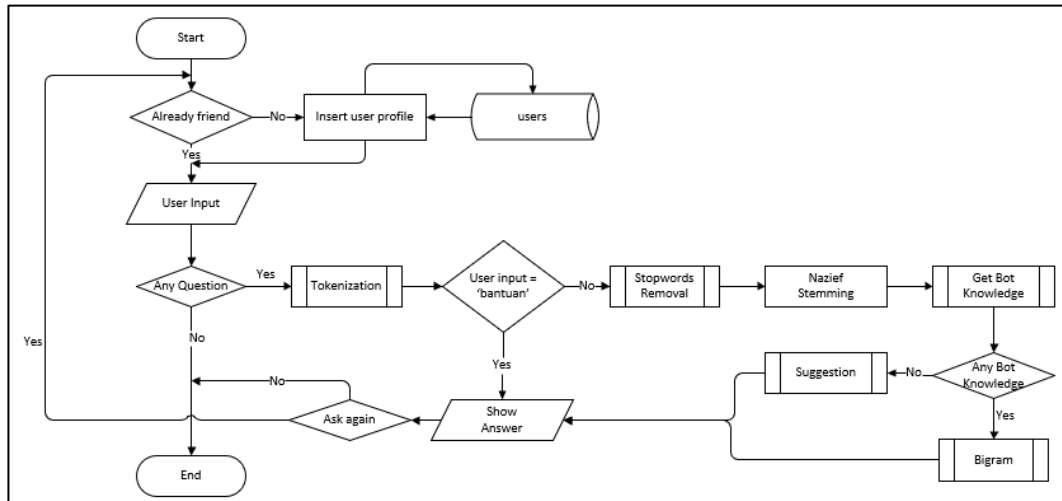 Start
Already friend
No
Insert user profile
users
Yes
User Input
Any Question
Yes
Tokenization
User input =
‘bantuan’
No
Stopwords
Removal
Nazief
Stemming
Get Bot
Knowledge
No
Yes
Yes
Suggestion
No
Any Bot
Knowledge
No
Ask again
Show
Answer
Yes
Bigram
End